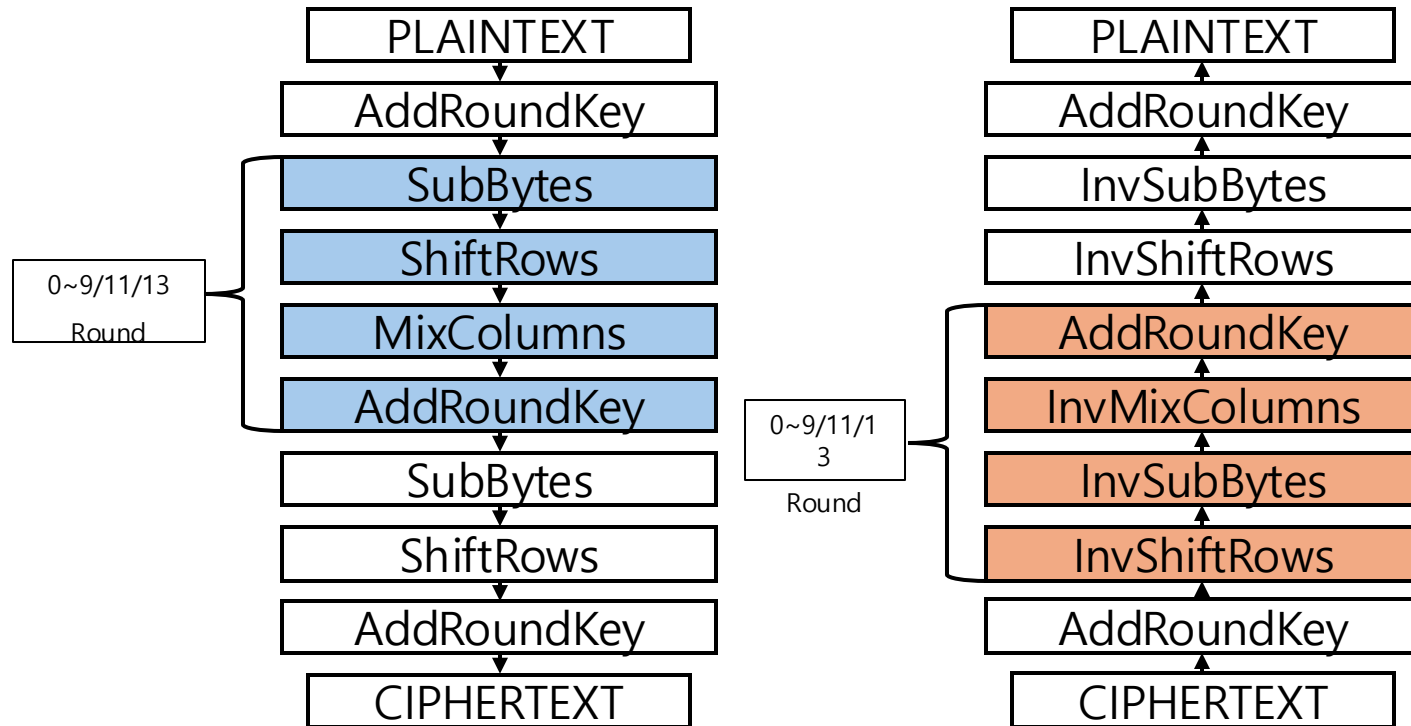 PLAINTEXT
AddRoundKey
SubBytes
ShiftRows
MixColumns
AddRoundKey
SubBytes
ShiftRows
AddRoundKey
CIPHERTEXT
0~9/11/13
Round
PLAINTEXT
AddRoundKey
InvSubBytes
InvShiftRows
AddRoundKey
InvMixColumns
InvSubBytes
InvShiftRows
AddRoundKey
CIPHERTEXT
0~9/11/1
3
Round